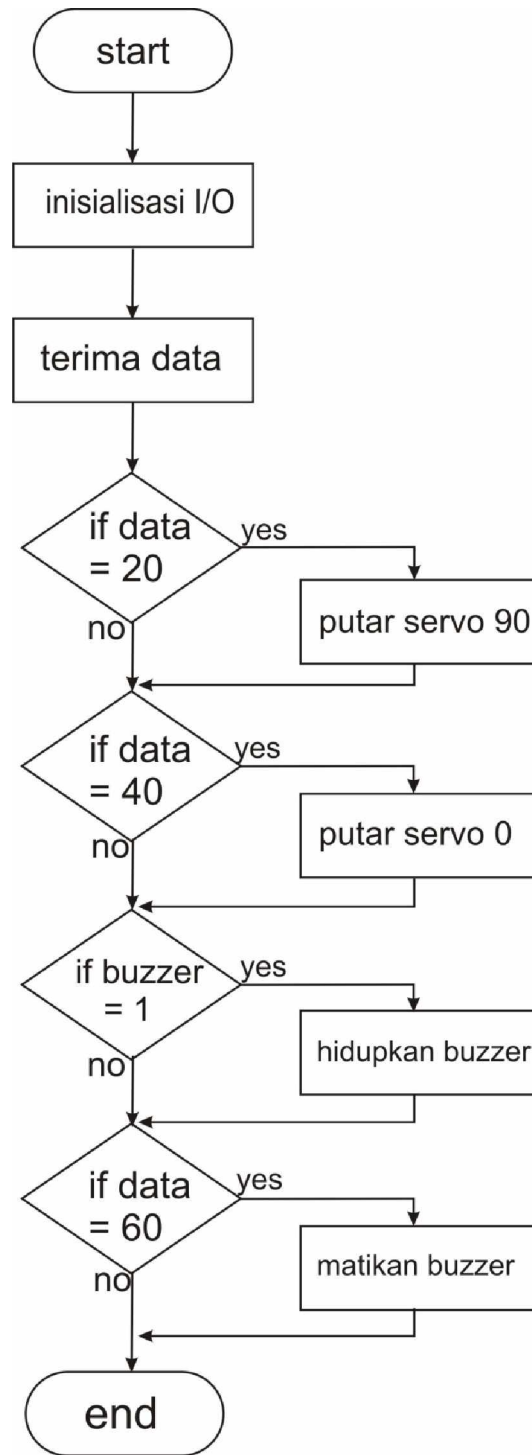 start
inisialisasi I/O
terima data
if data
= 20
yes
no
putar servo 90
if data
= 40
yes
no
putar servo 0
if buzzer
= 1
yes
no
hidupkan buzzer
if data
= 60
yes
no
matikan buzzer
end